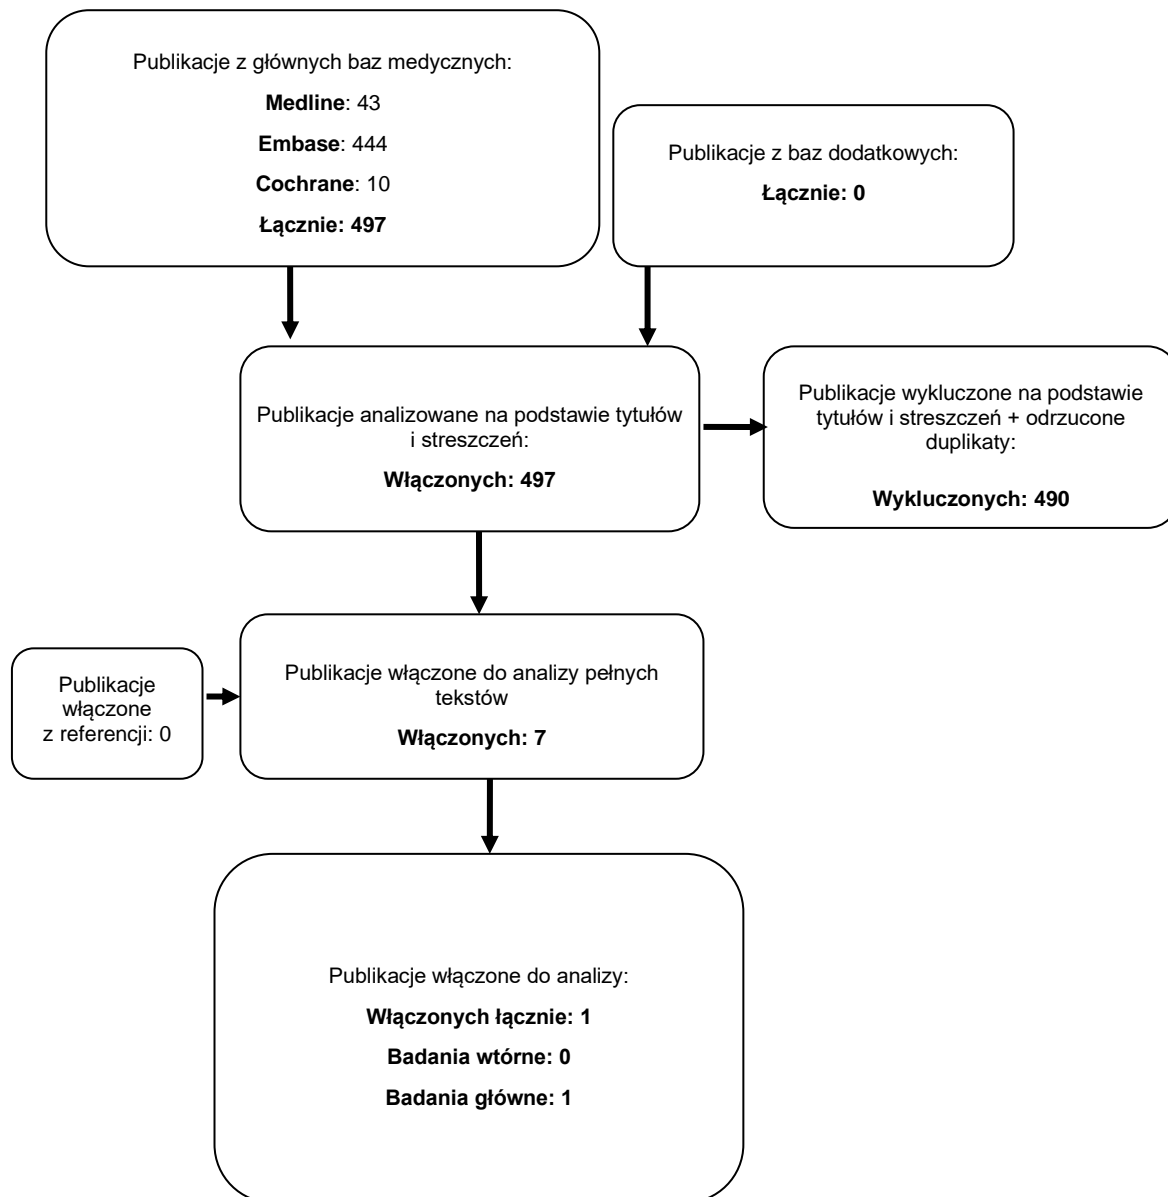 Publikacje z głównych baz medycznych:
Medline: 43
Embase: 444
Cochrane: 10
Łącznie: 497
Publikacje z baz dodatkowych:
Łącznie: 0
Publikacje analizowane na podstawie tytułów
i streszczeń:
Włączonych: 497
Publikacje wykluczone na podstawie
tytułów i streszczeń + odrzucone
duplikaty:
Wykluczonych: 490
Publikacje
włączone
z referencji: 0
Publikacje włączone do analizy pełnych
tekstów
Włączonych: 7
Publikacje włączone do analizy:
Włączonych łącznie: 1
Badania wtórne: 0
Badania główne: 1